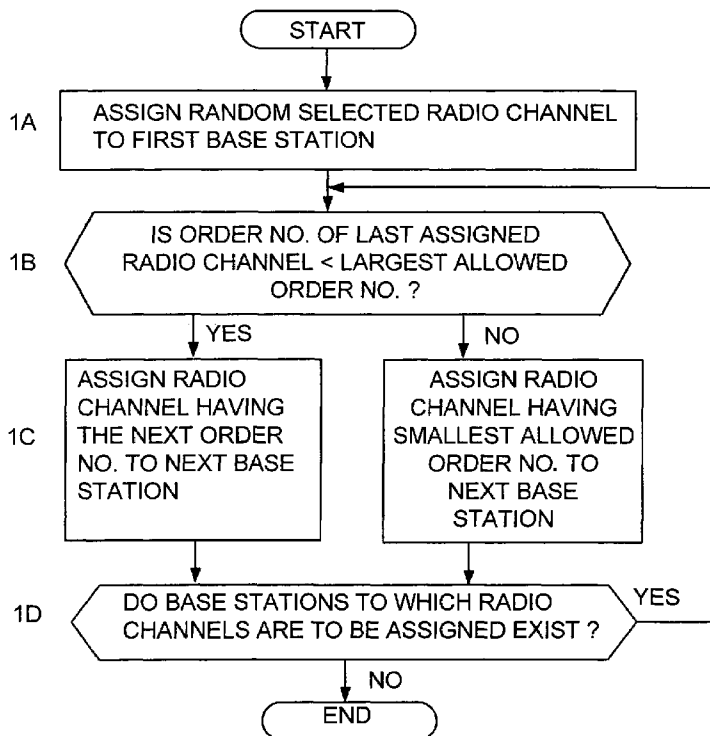 START
1A
ASSIGN RANDOM SELECTED RADIO CHANNEL
TO FIRST BASE STATION
1B
IS ORDER NO. OF LAST ASSIGNED
RADIO CHANNEL < LARGEST ALLOWED
ORDER NO. ?
YES
NO
1C
ASSIGN RADIO
CHANNEL HAVING
THE NEXT ORDER
NO. TO NEXT BASE
STATION
ASSIGN RADIO
CHANNEL HAVING
SMALLEST ALLOWED
ORDER NO. TO
NEXT BASE
STATION
1D
DO BASE STATIONS TO WHICH RADIO
CHANNELS ARE TO BE ASSIGNED EXIST ?
YES
NO
END